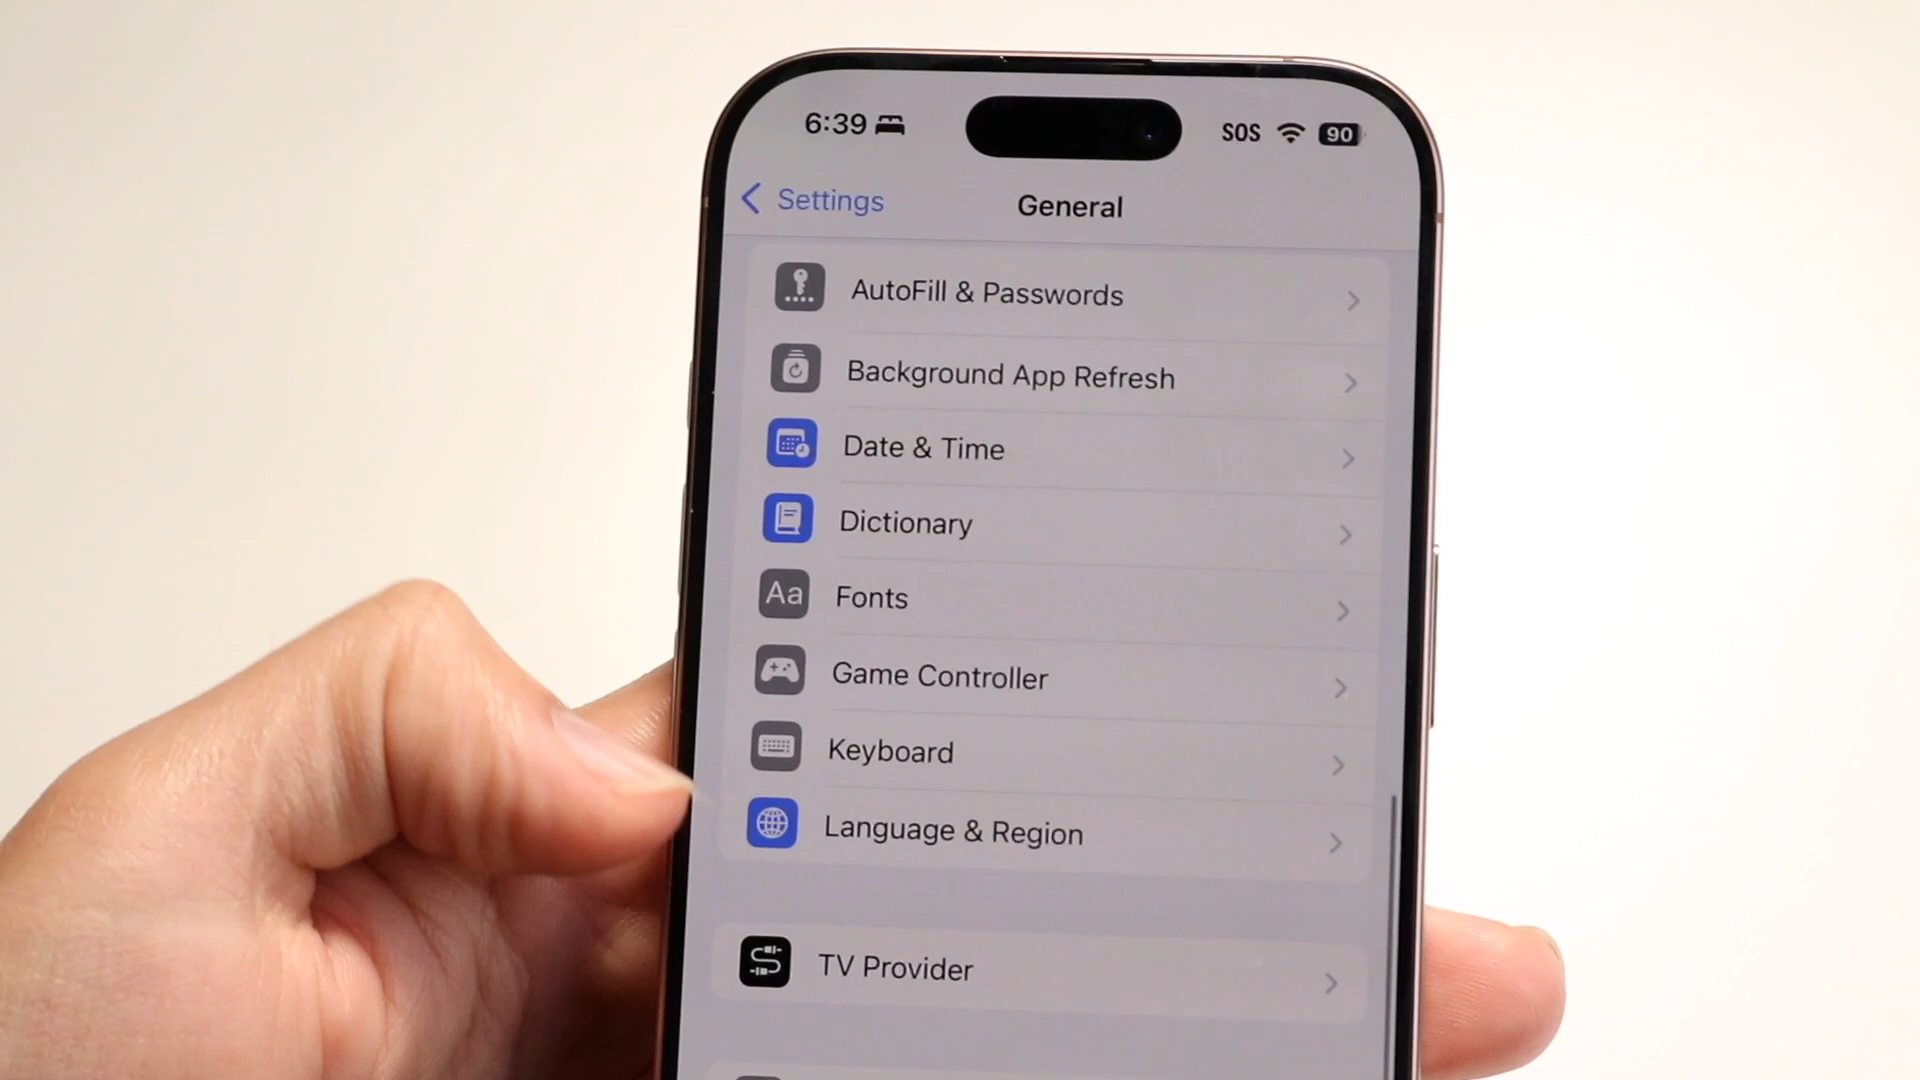 6:39
SOS
90
Settings
General
AutoFill & Passwords
Background App Refresh
Date & Time
Dictionary
Aa
Fonts
Game Controller
Keyboard
Language & Region
TV Provider